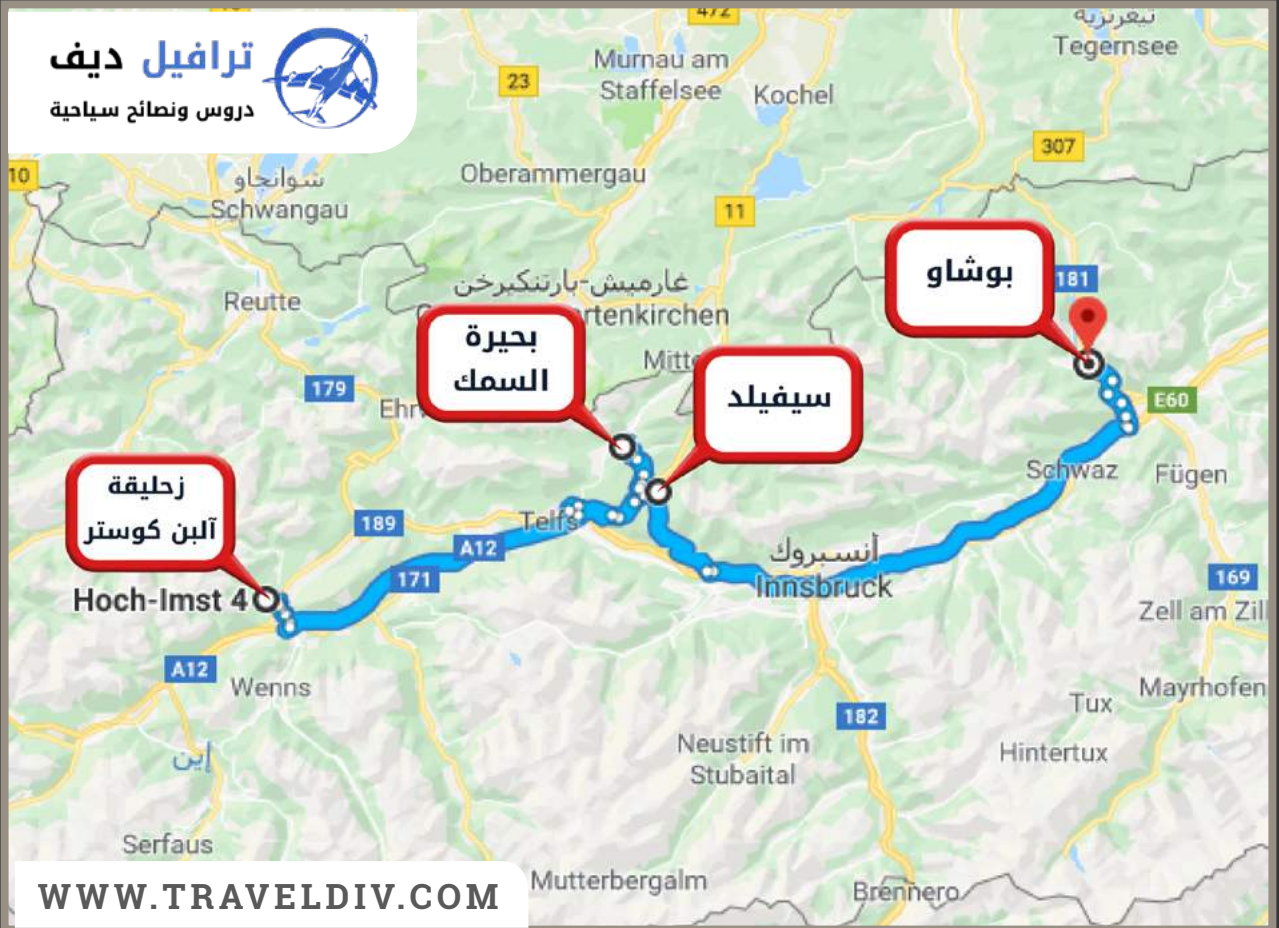 ترافيل ديف
دروس ونصائح سياحية
472
تيغرنزيه
Tegernsee
Murnau am
Staffelsee
23
Kochel
307
10
شوانجاو
Schwangau
Oberammergau
11
بوشاو
181
غارميش-بارتنكيرخن
rtenkirchen
Reutte
بحيرة
السمك
Mitte
سيفيلد
179
Ehr
E60
زحليقة
آلبن كوستر
Schwaz
Fügen
189
Telfs
A12
171
أنسبروك
Innsbruck
169
Hoch-Imst 4
Zell am Zill
A12
Wenns
Mayrhofen
Tux
182
إين
Neustift im
Stubaital
Hintertux
Serfaus
Mutterbergalm
Brennero
WWW.TRAVELDIV.COM